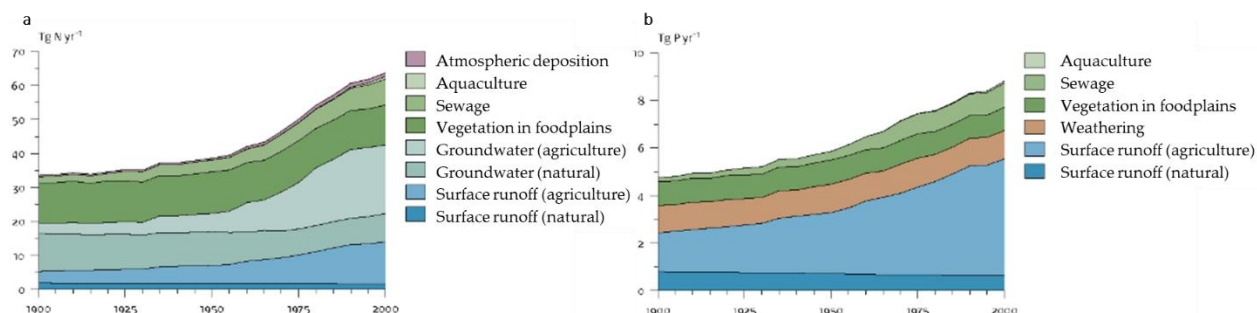 a
Tg N yr⁻¹
70
60
50
40
30
20
10
0
1900
1925
1950
1975
2000
Atmospheric deposition
Aquaculture
Sewage
Vegetation in foodplains
Groundwater (agriculture)
Groundwater (natural)
Surface runoff (agriculture)
Surface runoff (natural)
b
Tg P yr⁻¹
10
8
6
4
2
0
1900
1925
1950
1975
2000
Aquaculture
Sewage
Vegetation in foodplains
Weathering
Surface runoff (agriculture)
Surface runoff (natural)